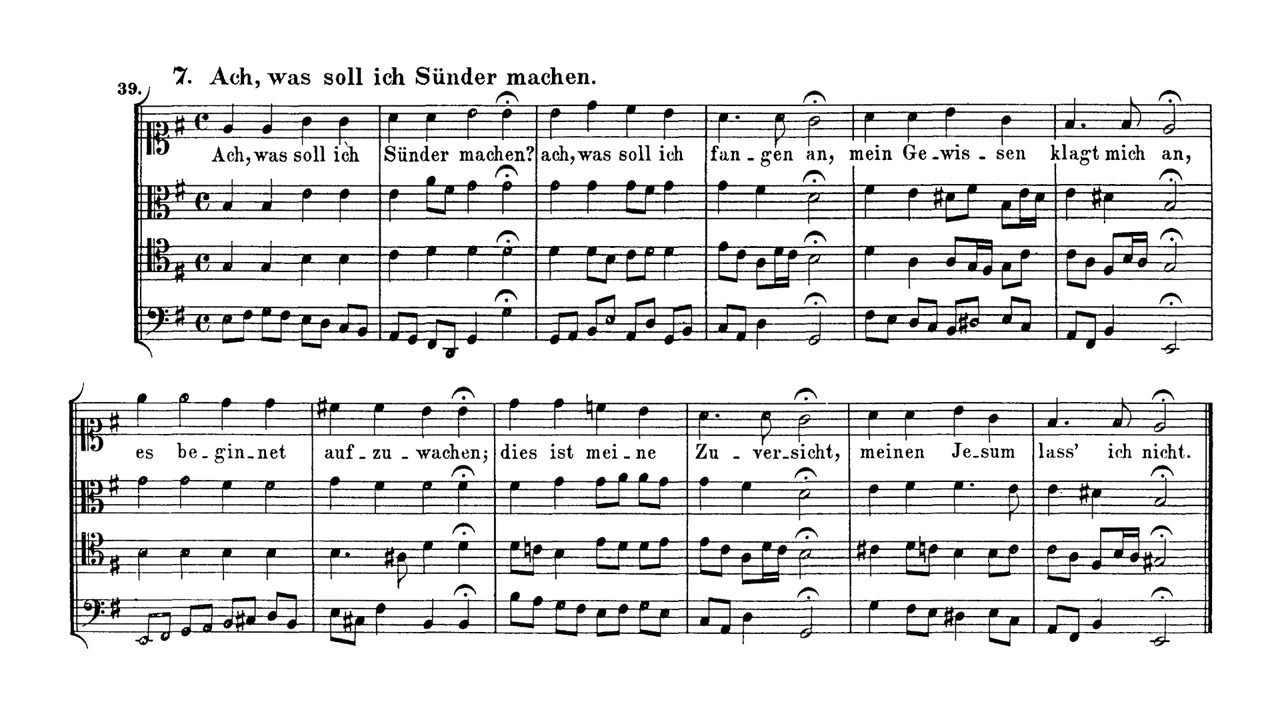 7. Ach, was soll ich Sünder machen.
39.
Ach, was soll ich Sünder machen? ach, was soll ich fan-gen an, mein Ge-wis-sen klagt mich an,
es be-gin-net auf-zu-wachen; dies ist mei-ne Zu-ver-sicht, meinen Je-sum lass' ich nicht.